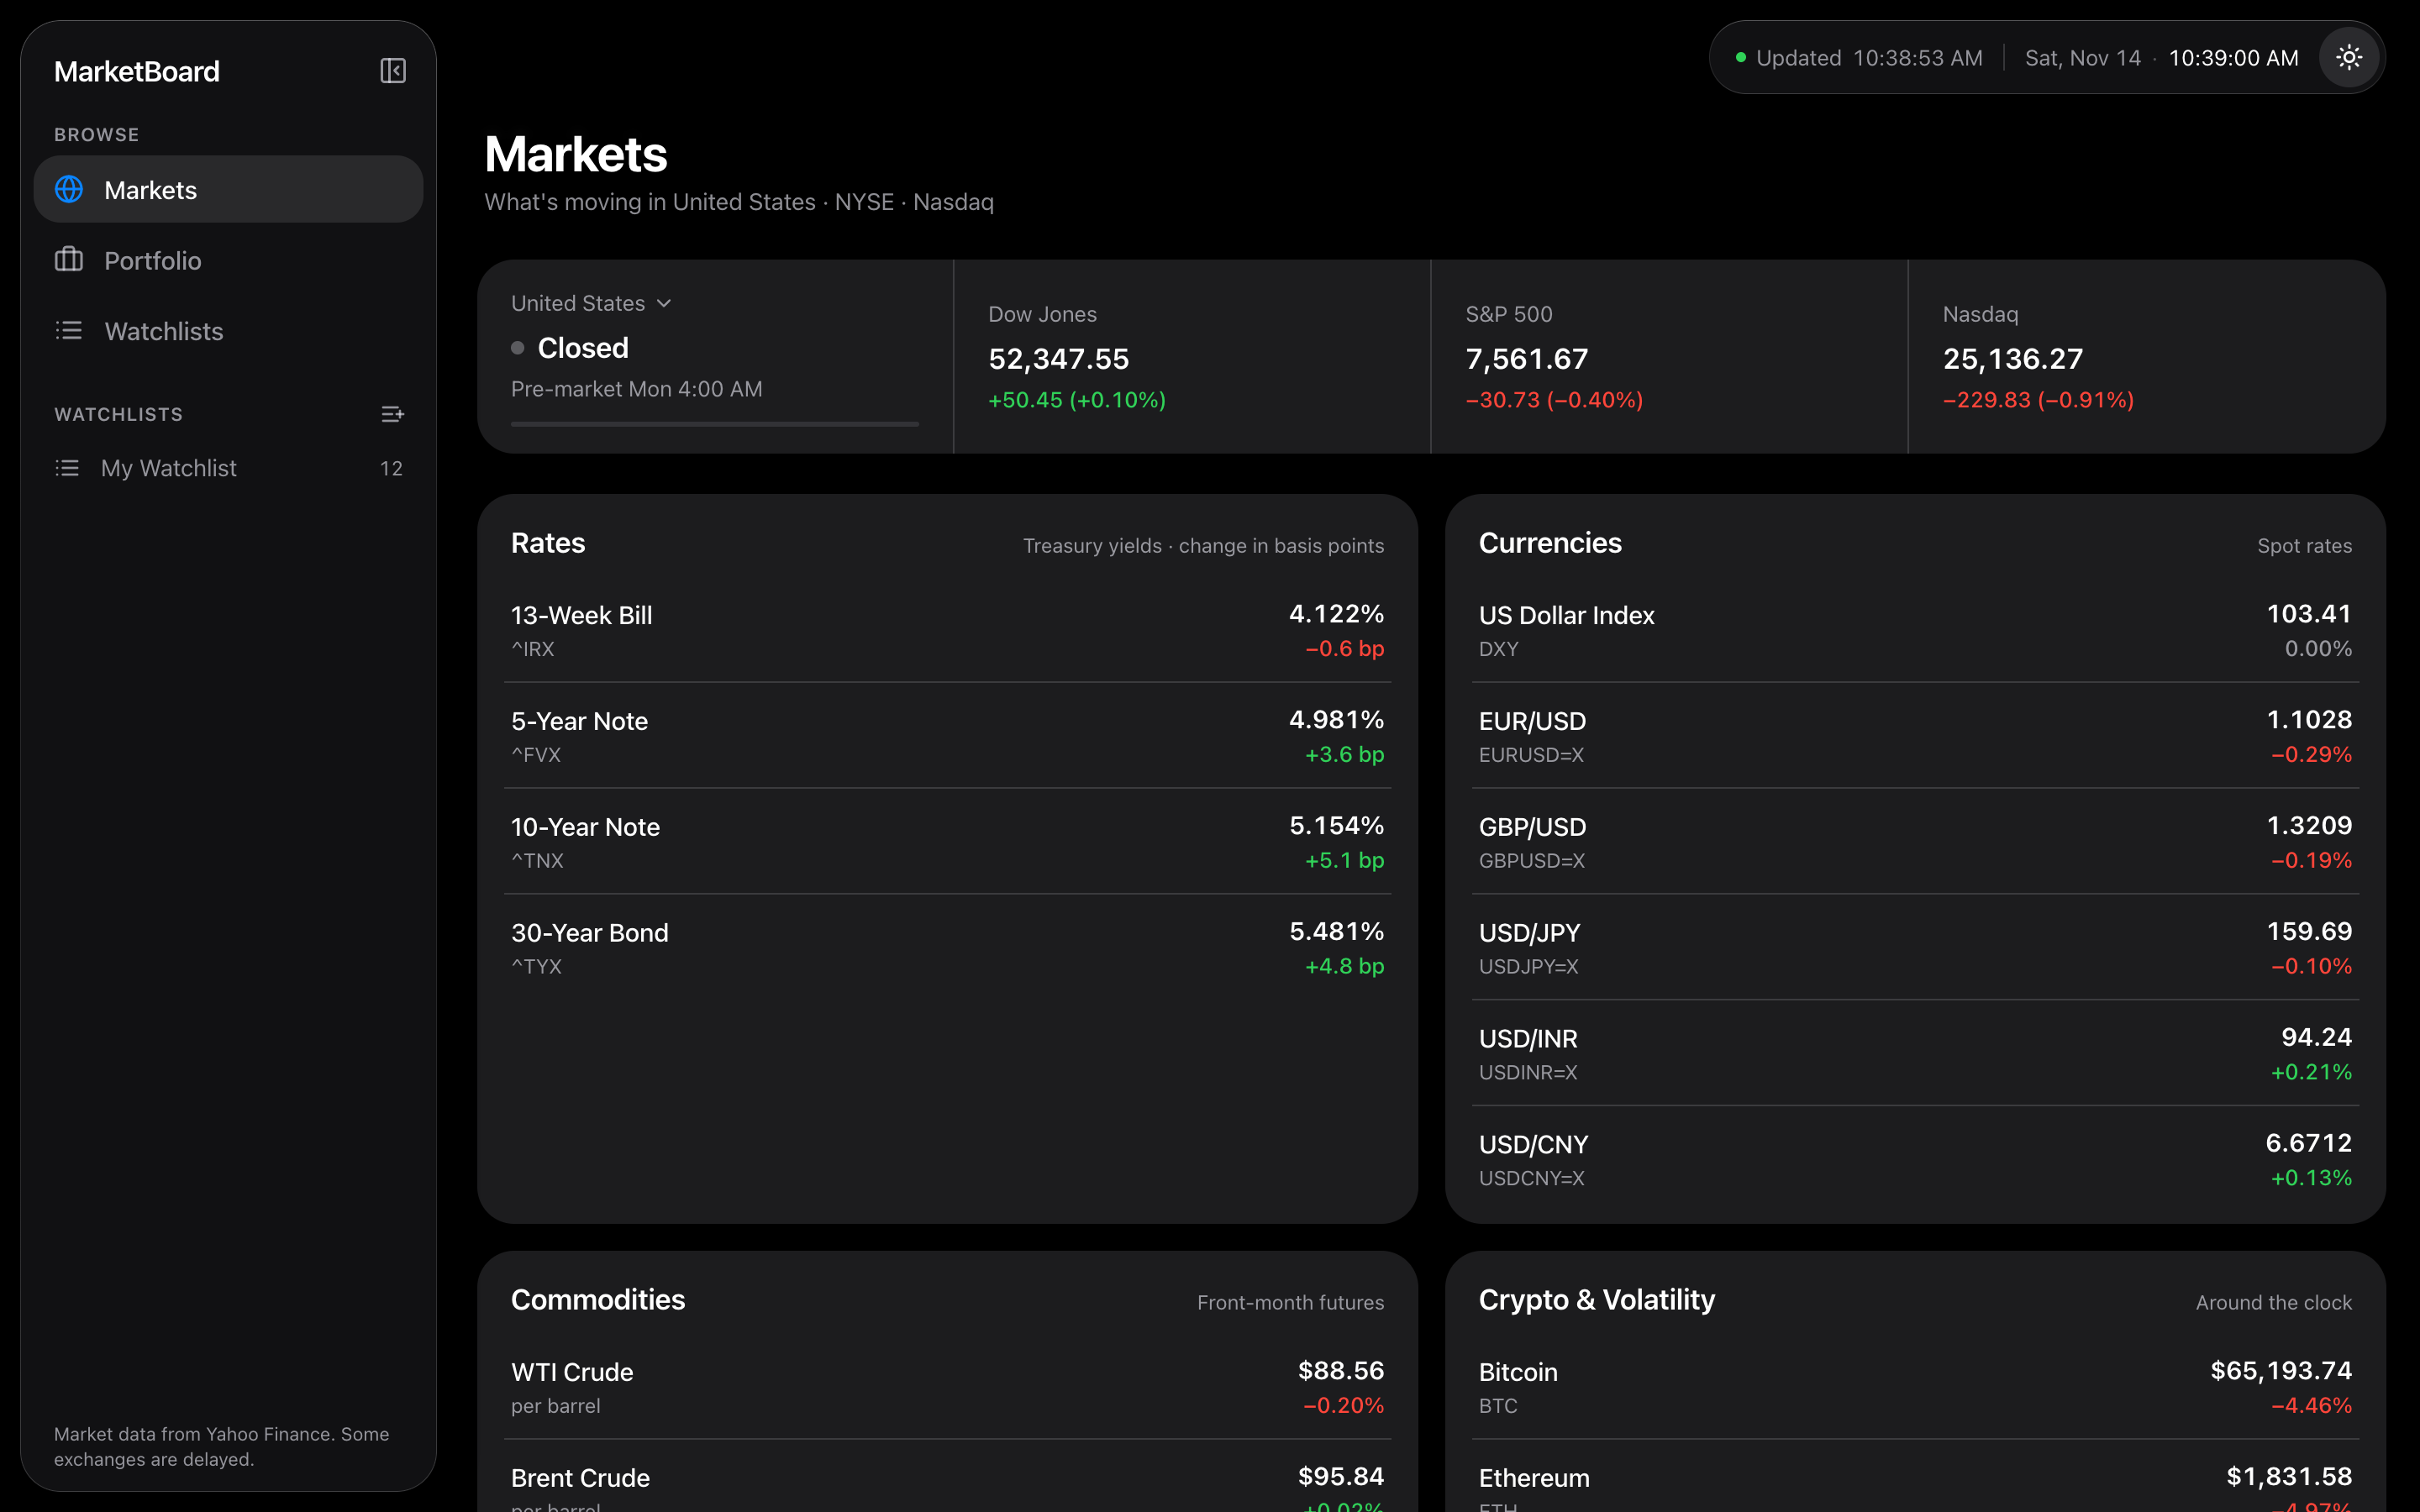 MarketBoard
BROWSE
Markets
Portfolio
Watchlists
WATCHLISTS
My Watchlist 12
Market data from Yahoo Finance. Some
exchanges are delayed.
Updated 10:38:53 AM Sat, Nov 14 · 10:39:00 AM
Markets
What's moving in United States · NYSE · Nasdaq
United States
Closed
Pre-market Mon 4:00 AM
Dow Jones
52,347.55
+50.45 (+0.10%)
S&P 500
7,561.67
−30.73 (−0.40%)
Nasdaq
25,136.27
−229.83 (−0.91%)
Rates Treasury yields · change in basis points
13-Week Bill 4.122%
^IRX −0.6 bp
5-Year Note 4.981%
^FVX +3.6 bp
10-Year Note 5.154%
^TNX +5.1 bp
30-Year Bond 5.481%
^TYX +4.8 bp
Currencies Spot rates
US Dollar Index 103.41
DXY 0.00%
EUR/USD 1.1028
EURUSD=X −0.29%
GBP/USD 1.3209
GBPUSD=X −0.19%
USD/JPY 159.69
USDJPY=X −0.10%
USD/INR 94.24
USDINR=X +0.21%
USD/CNY 6.6712
USDCNY=X +0.13%
Commodities Front-month futures
WTI Crude $88.56
per barrel −0.20%
Brent Crude $95.84
per barrel +0.02%
Crypto & Volatility Around the clock
Bitcoin $65,193.74
BTC −4.46%
Ethereum $1,831.58
ETH −4.97%